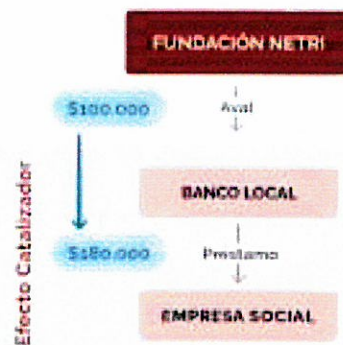 FUNDACIÓN NETRI
$100.000
Aval
BANCO LOCAL
$180.000
Préstamo
EMPRESA SOCIAL
Efecto Catalizador